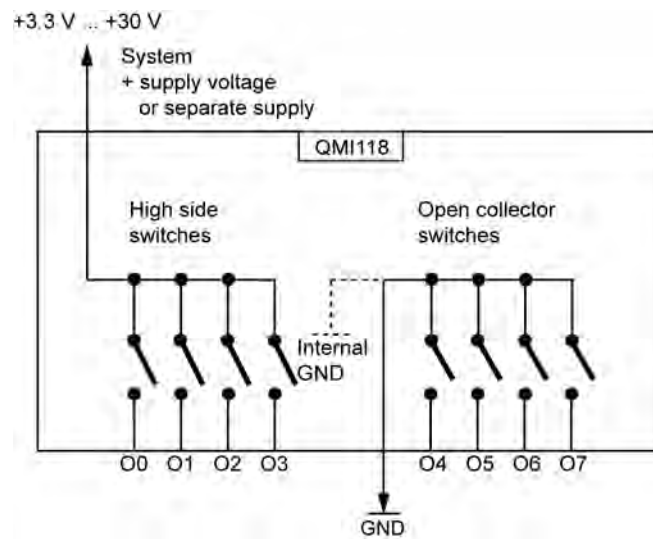 +3.3 V ... +30 V
System
+ supply voltage
or separate supply
QMI118
High side
switches
Open collector
switches
Internal
GND
O0 O1 O2 O3
O4 O5 O6 O7
GND